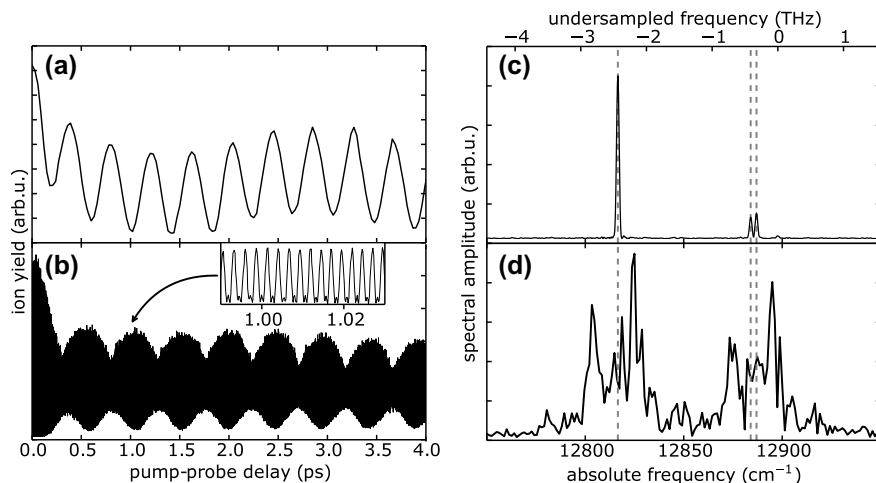 undersampled frequency (THz)
−4 −3 −2 −1 0 1
(a)
(c)
ion yield (arb.u.)
spectral amplitude (arb.u.)
(b)
1.00 1.02
(d)
0.0 0.5 1.0 1.5 2.0 2.5 3.0 3.5 4.0
12800 12850 12900
pump-probe delay (ps)
absolute frequency (cm⁻¹)